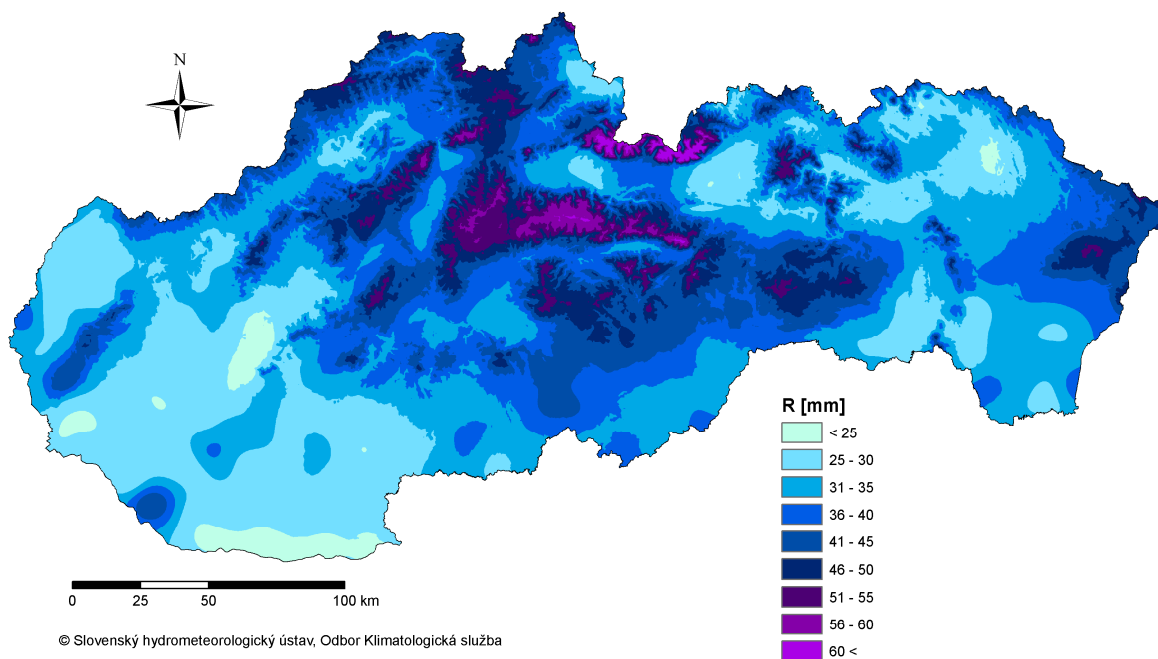 N
R [mm]
< 25
25 - 30
31 - 35
36 - 40
41 - 45
46 - 50
51 - 55
56 - 60
60 <
0 25 50 100 km
© Slovenský hydrometeorologický ústav, Odbor Klimatologická služba